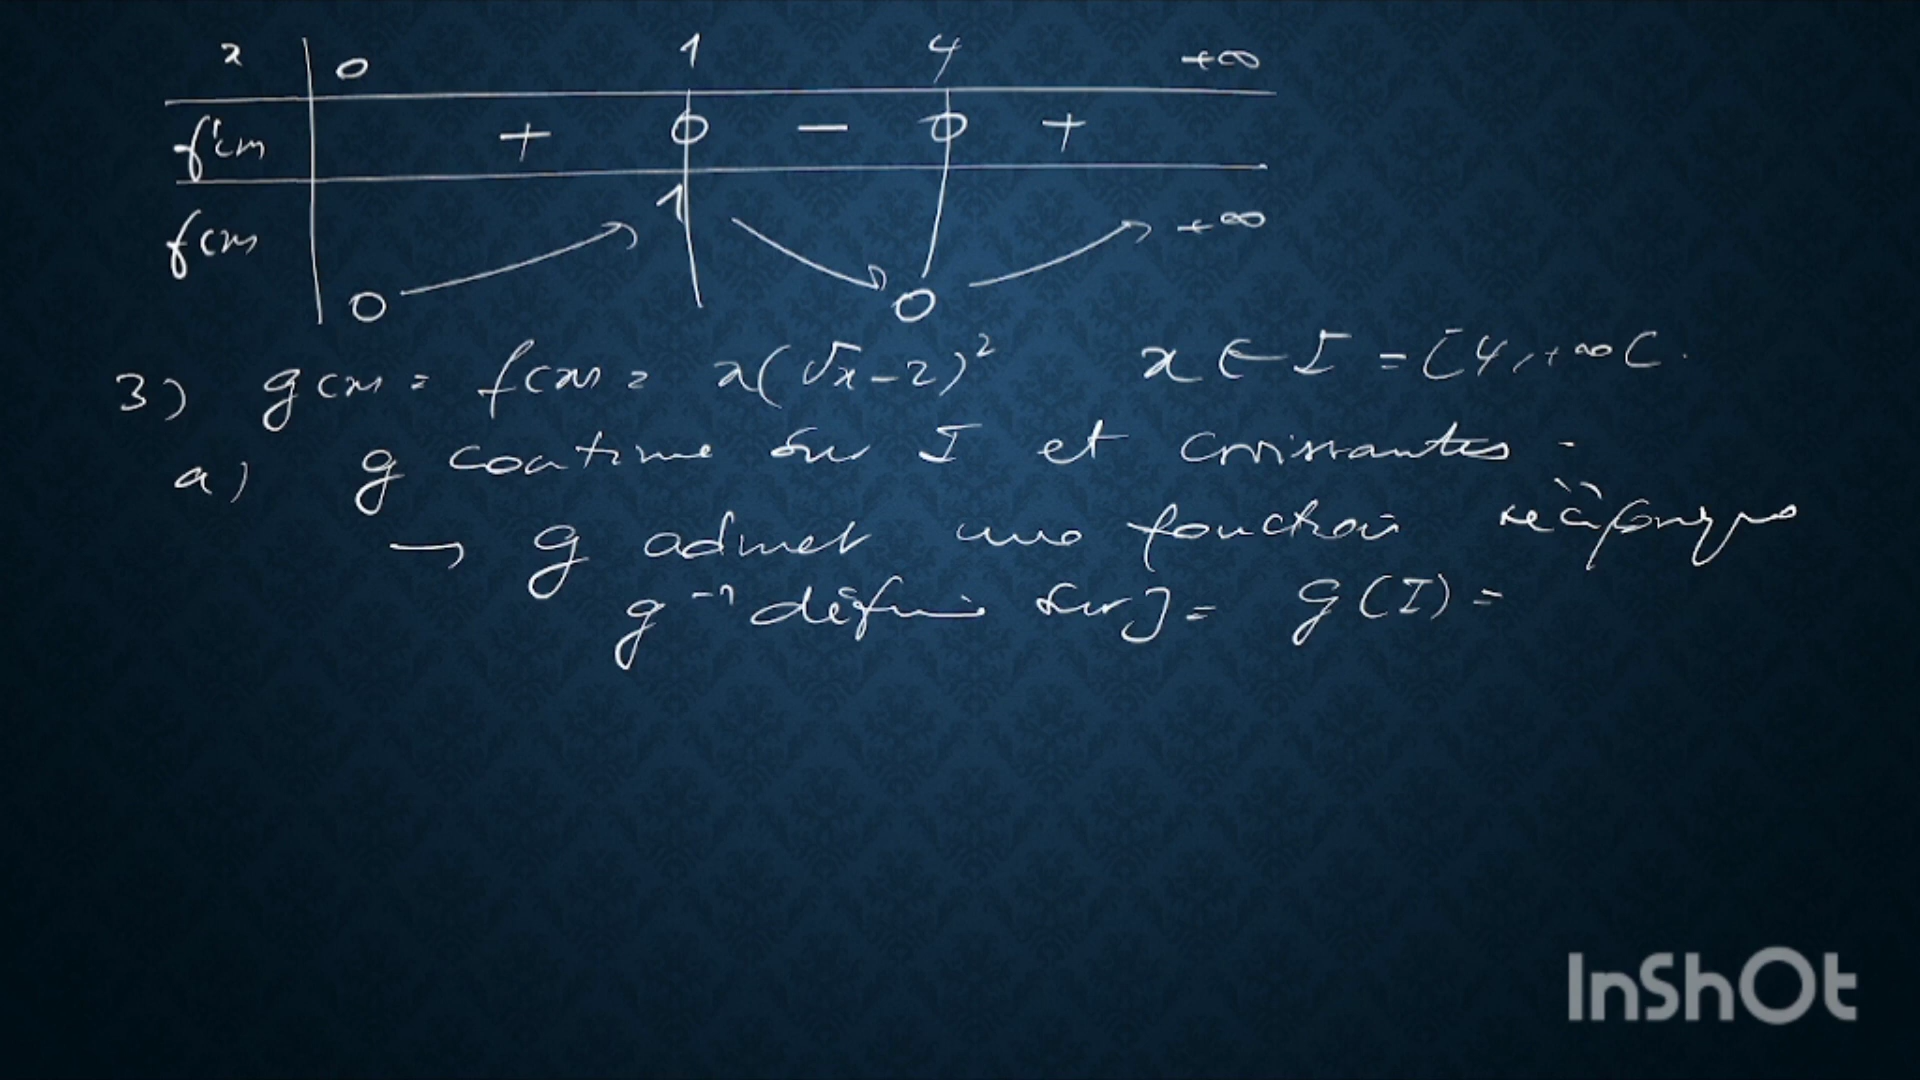 x 0 1 4 +∞
f'(x) + 0 − 0 +
f(x) 0 1 0 +∞
3) g(x) = f(x) = x(√x-2)² x ∈ I = [4, +∞[.
a) g continue sur I et croissantes.
→ g admet une fonction réciproque
g⁻¹ définie sur J = g(I) =
InShOt